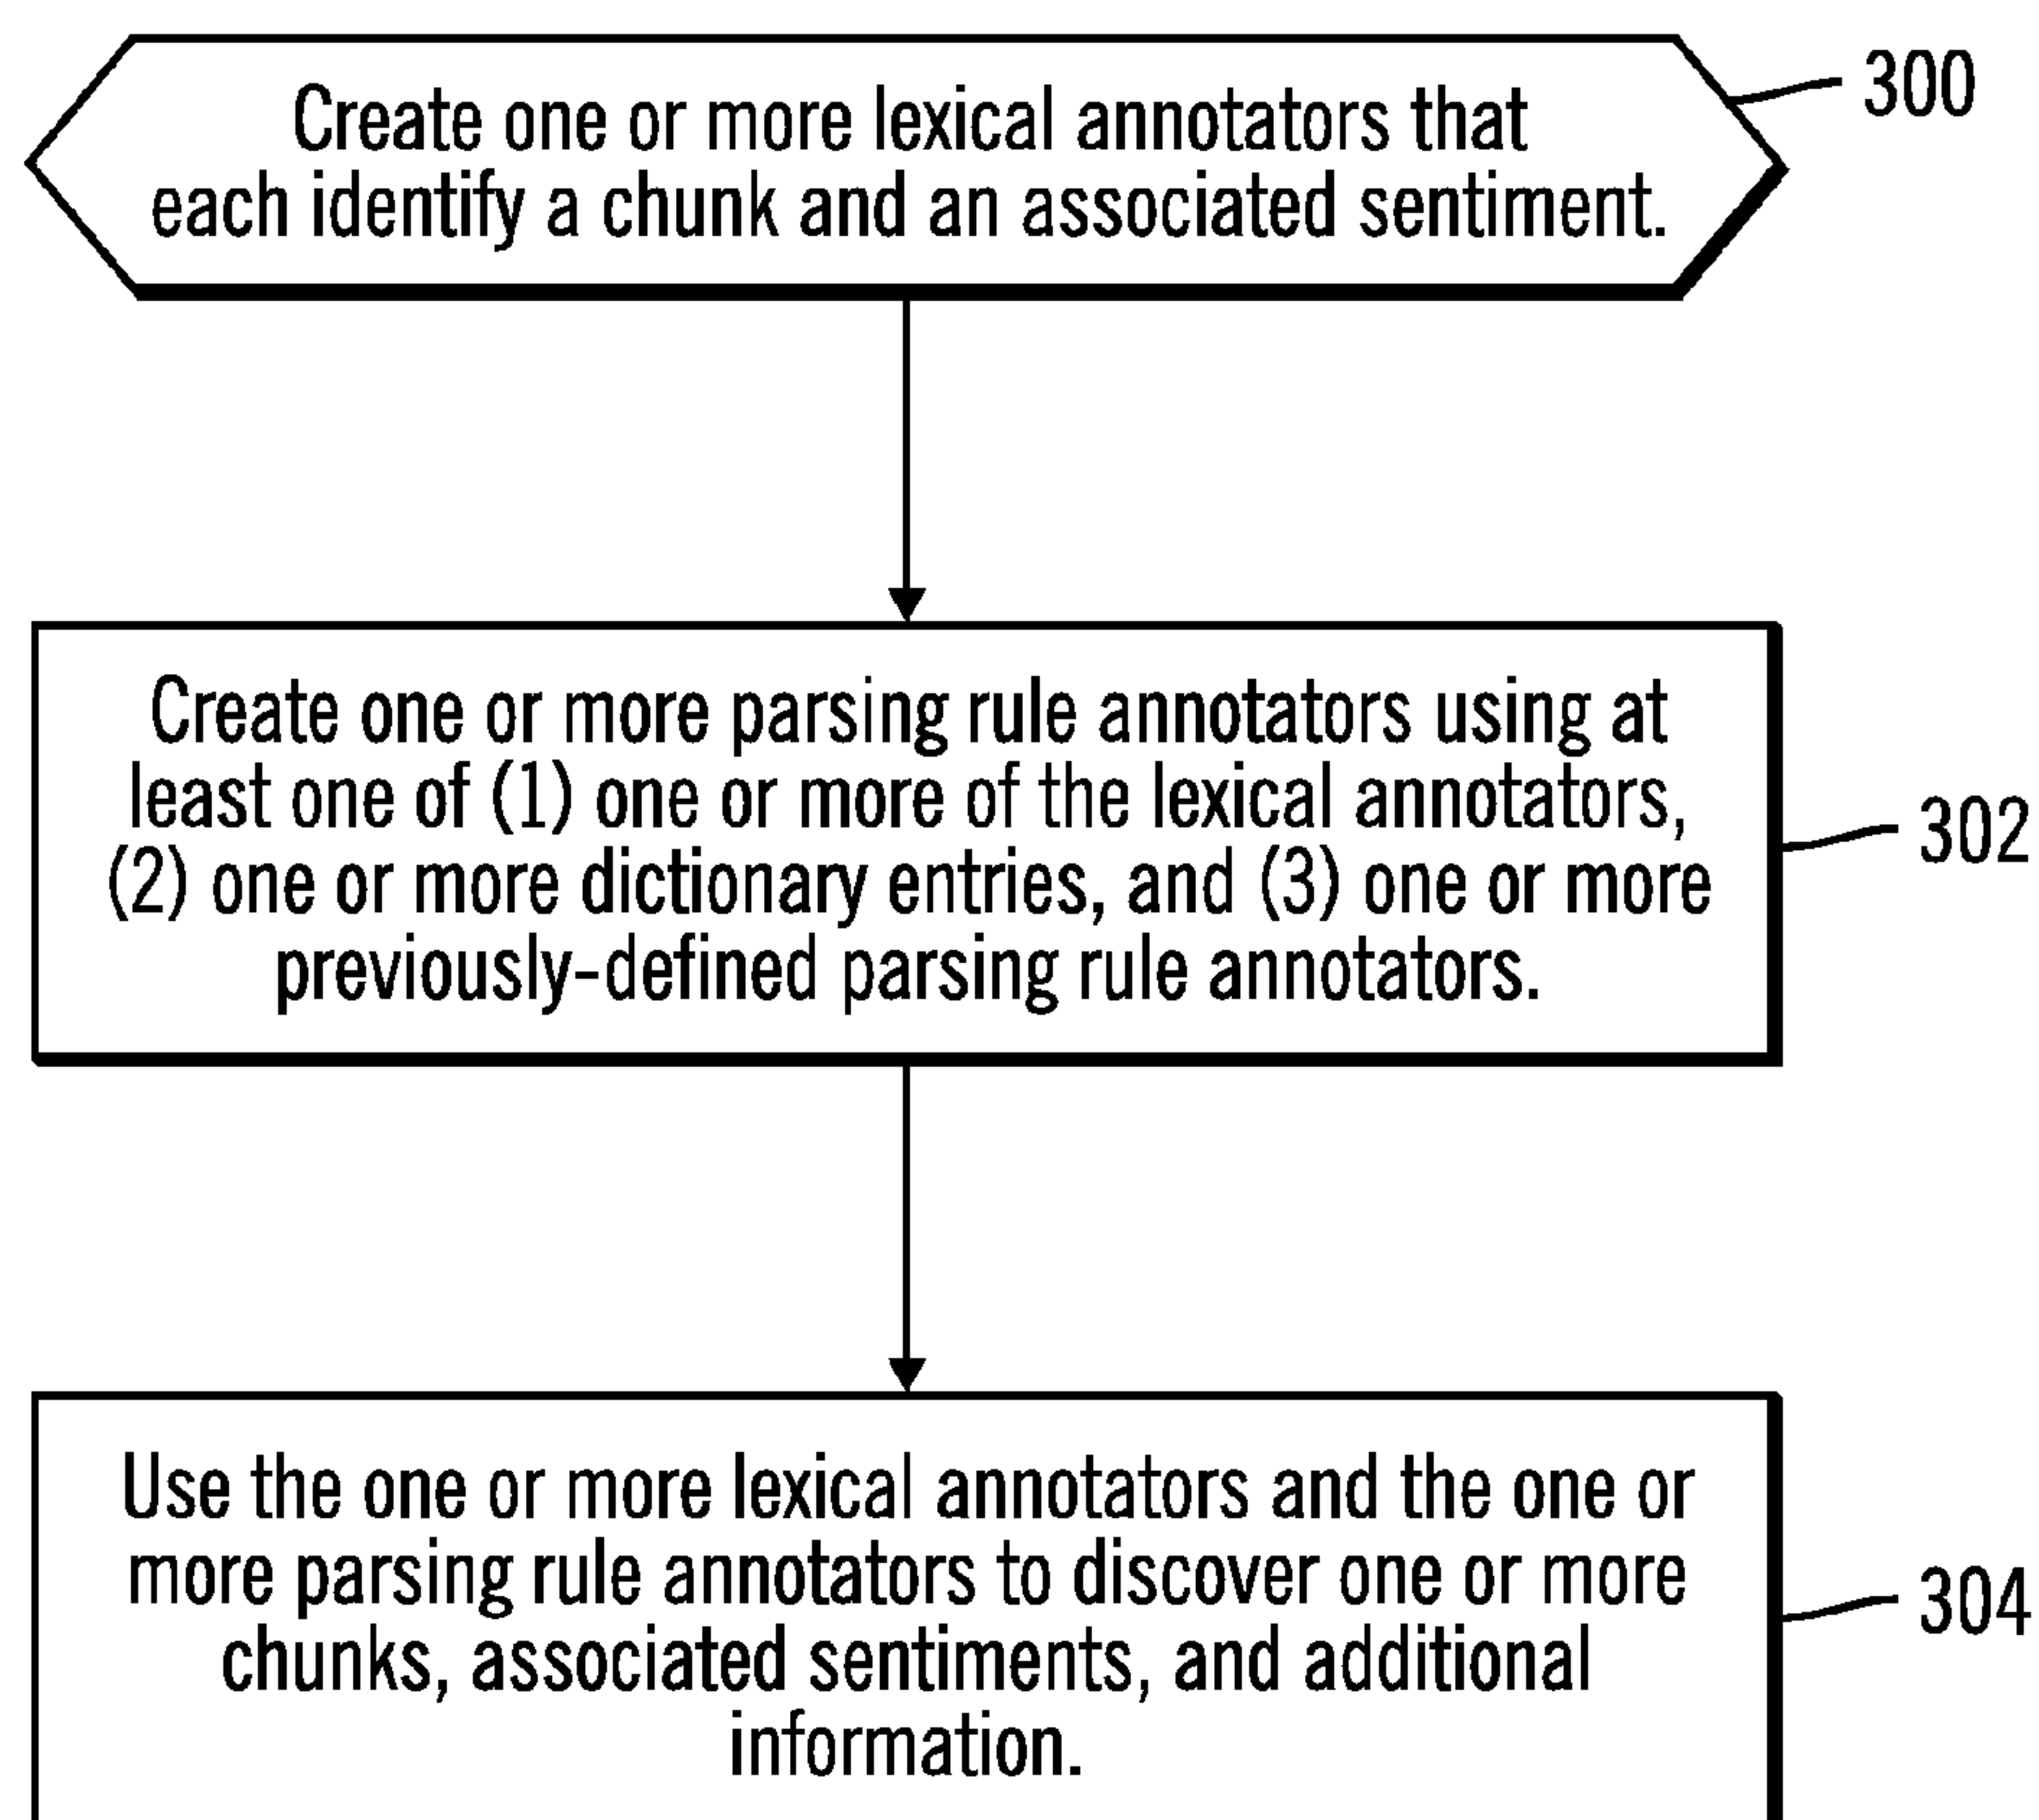 Create one or more lexical annotators that
each identify a chunk and an associated sentiment.
300
Create one or more parsing rule annotators using at
least one of (1) one or more of the lexical annotators,
(2) one or more dictionary entries, and (3) one or more
previously-defined parsing rule annotators.
302
Use the one or more lexical annotators and the one or
more parsing rule annotators to discover one or more
chunks, associated sentiments, and additional
information.
304